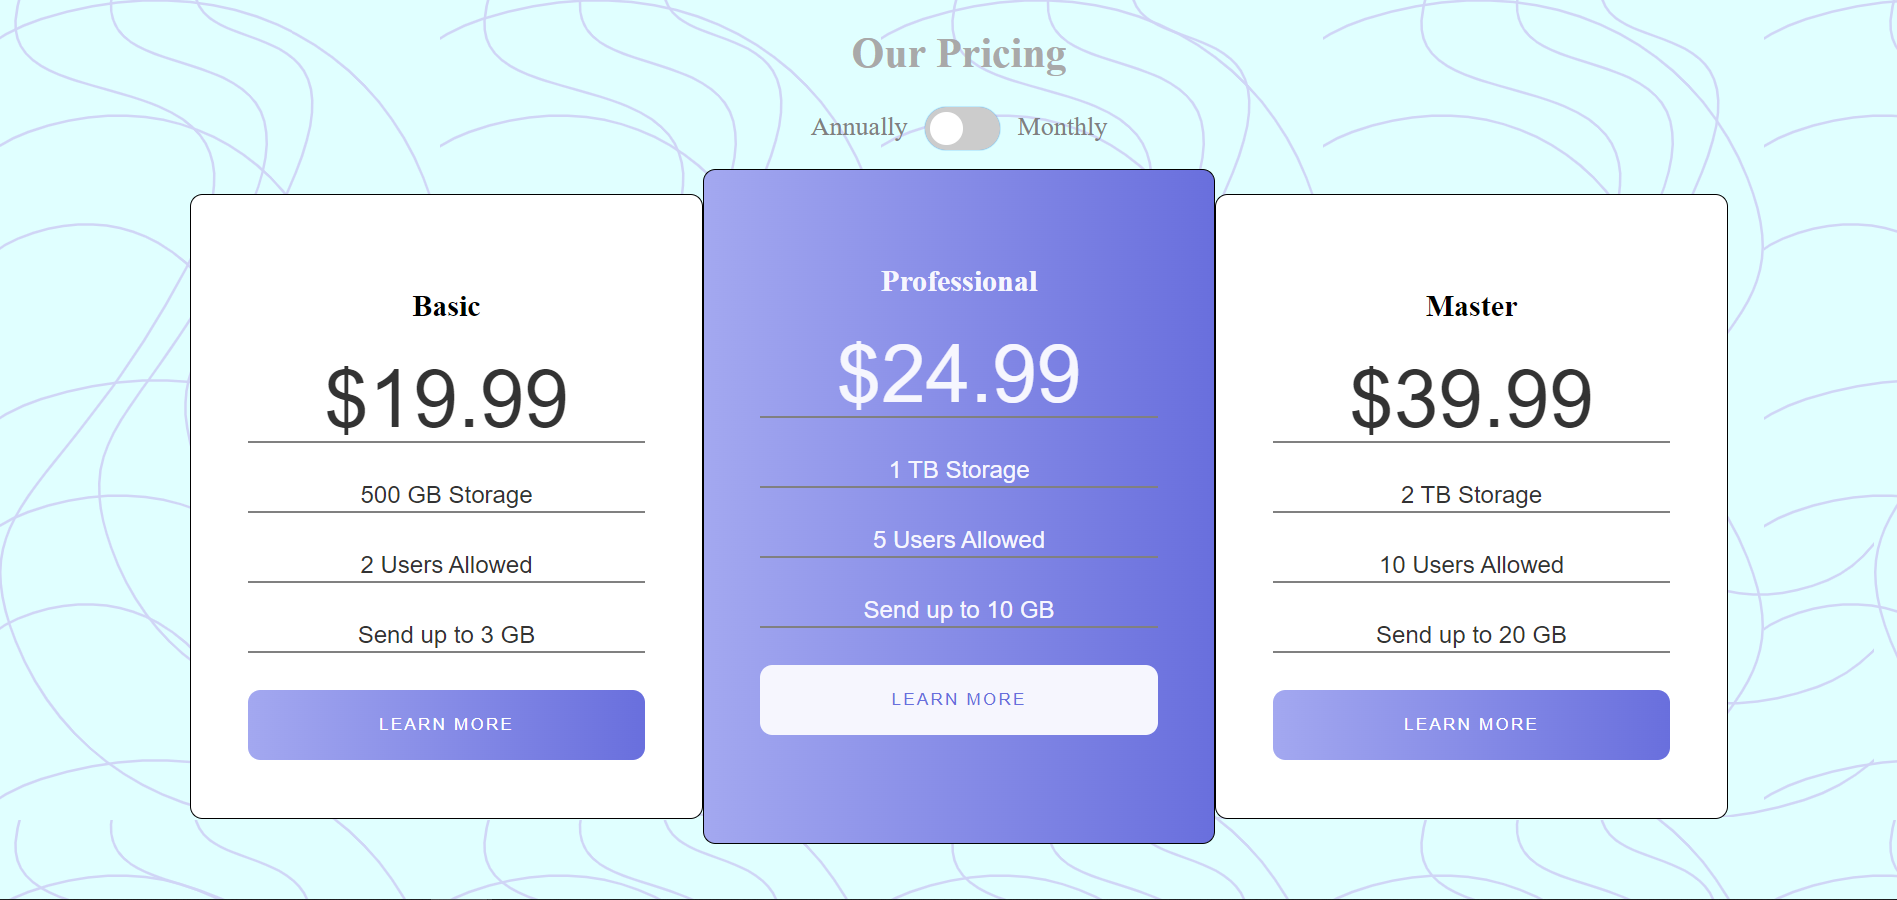 Our Pricing
Annually Monthly
Basic
$19.99
500 GB Storage
2 Users Allowed
Send up to 3 GB
LEARN MORE
Professional
$24.99
1 TB Storage
5 Users Allowed
Send up to 10 GB
LEARN MORE
Master
$39.99
2 TB Storage
10 Users Allowed
Send up to 20 GB
LEARN MORE